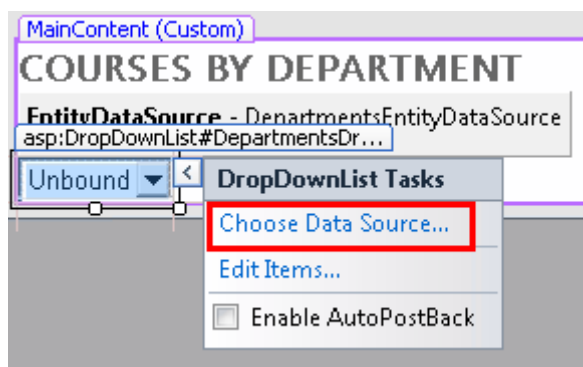 MainContent (Custom)
COURSES BY DEPARTMENT
EntityDataSource - DepartmentsEntityDataSource
asp:DropDownList#DepartmentsDr...
Unbound
DropDownList Tasks
Choose Data Source...
Edit Items...
Enable AutoPostBack